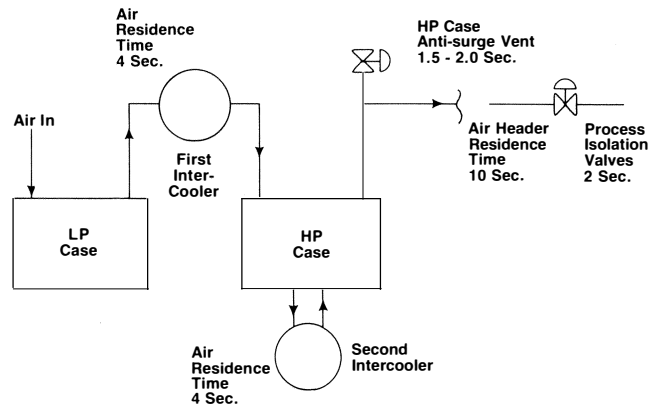 Air
Residence
Time
4 Sec.
HP Case
Anti-surge Vent
1.5 - 2.0 Sec.
Air In
First
Inter-
Cooler
Air Header
Residence
Time
10 Sec.
Process
Isolation
Valves
2 Sec.
LP
Case
HP
Case
Air
Residence
Time
4 Sec.
Second
Intercooler